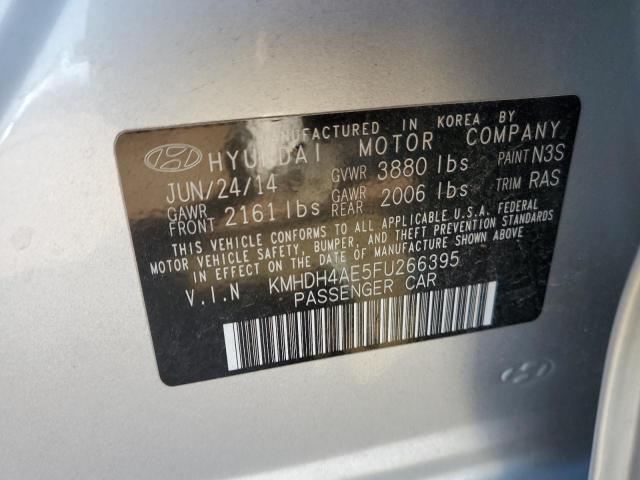 MANUFACTURED IN KOREA BY
HYUNDAI MOTOR COMPANY
JUN/24/14 GVWR 3880 lbs PAINT N3S
GAWR FRONT 2161 lbs GAWR REAR 2006 lbs TRIM RAS
THIS VEHICLE CONFORMS TO ALL APPLICABLE U.S.A. FEDERAL
MOTOR VEHICLE SAFETY, BUMPER, AND THEFT PREVENTION STANDARDS
IN EFFECT ON THE DATE OF MANUFACTURE SHOWN ABOVE.
V.I.N KMHDH4AE5FU266395
PASSENGER CAR